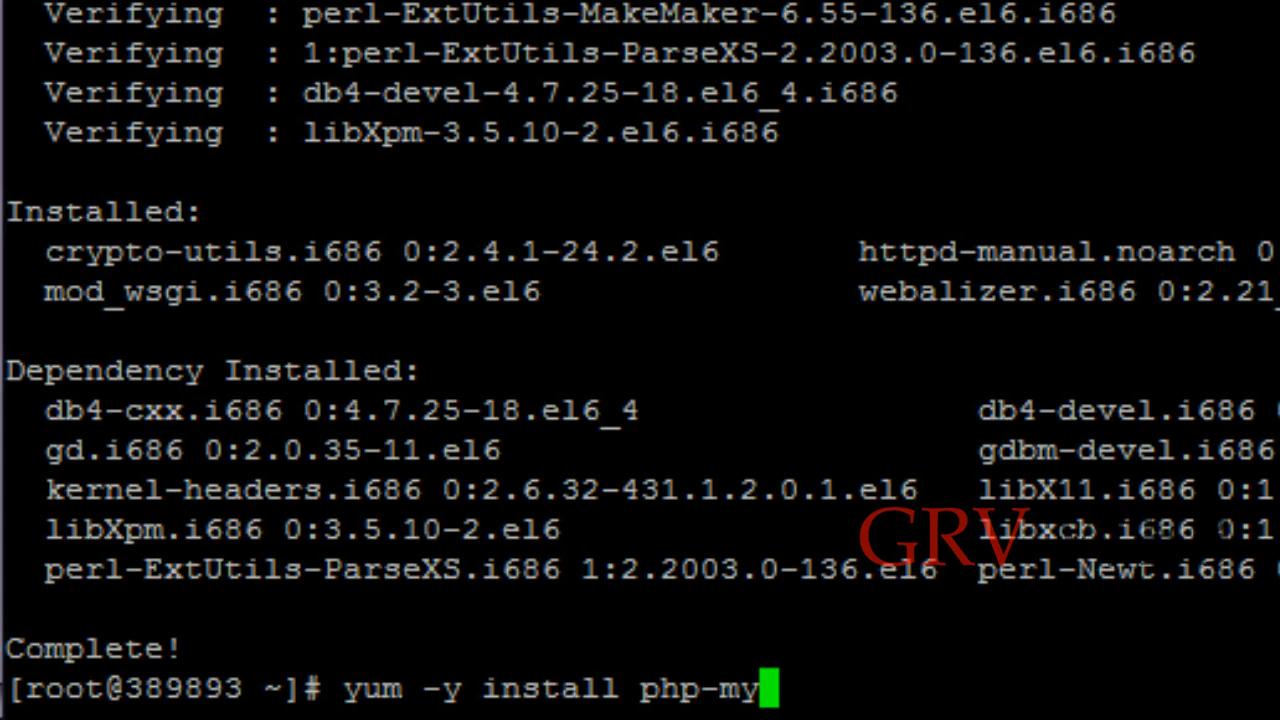 Verifying : perl-ExtUtils-MakeMaker-6.55-136.el6.i686
Verifying : 1:perl-ExtUtils-ParseXS-2.2003.0-136.el6.i686
Verifying : db4-devel-4.7.25-18.el6_4.i686
Verifying : libXpm-3.5.10-2.el6.i686
Installed:
crypto-utils.i686 0:2.4.1-24.2.el6 httpd-manual.noarch 0
mod_wsgi.i686 0:3.2-3.el6 webalizer.i686 0:2.21_
Dependency Installed:
db4-cxx.i686 0:4.7.25-18.el6_4 db4-devel.i686
gd.i686 0:2.0.35-11.el6 gdbm-devel.i686
kernel-headers.i686 0:2.6.32-431.1.2.0.1.el6 libX11.i686 0:1
libXpm.i686 0:3.5.10-2.el6 libxcb.i686 0:1
GRV
perl-ExtUtils-ParseXS.i686 1:2.2003.0-136.el6 perl-Newt.i686
Complete!
[root@389893 ~]# yum -y install php-my